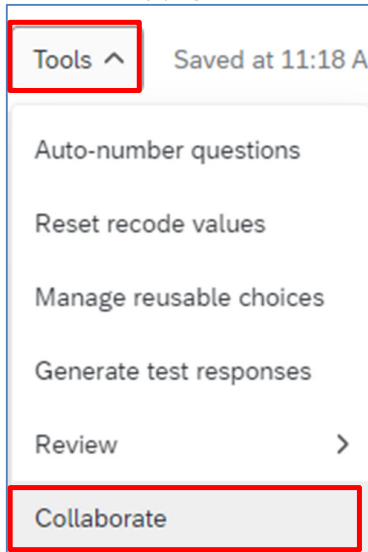 Tools Saved at 11:18 A
Auto-number questions
Reset recode values
Manage reusable choices
Generate test responses
Review
Collaborate